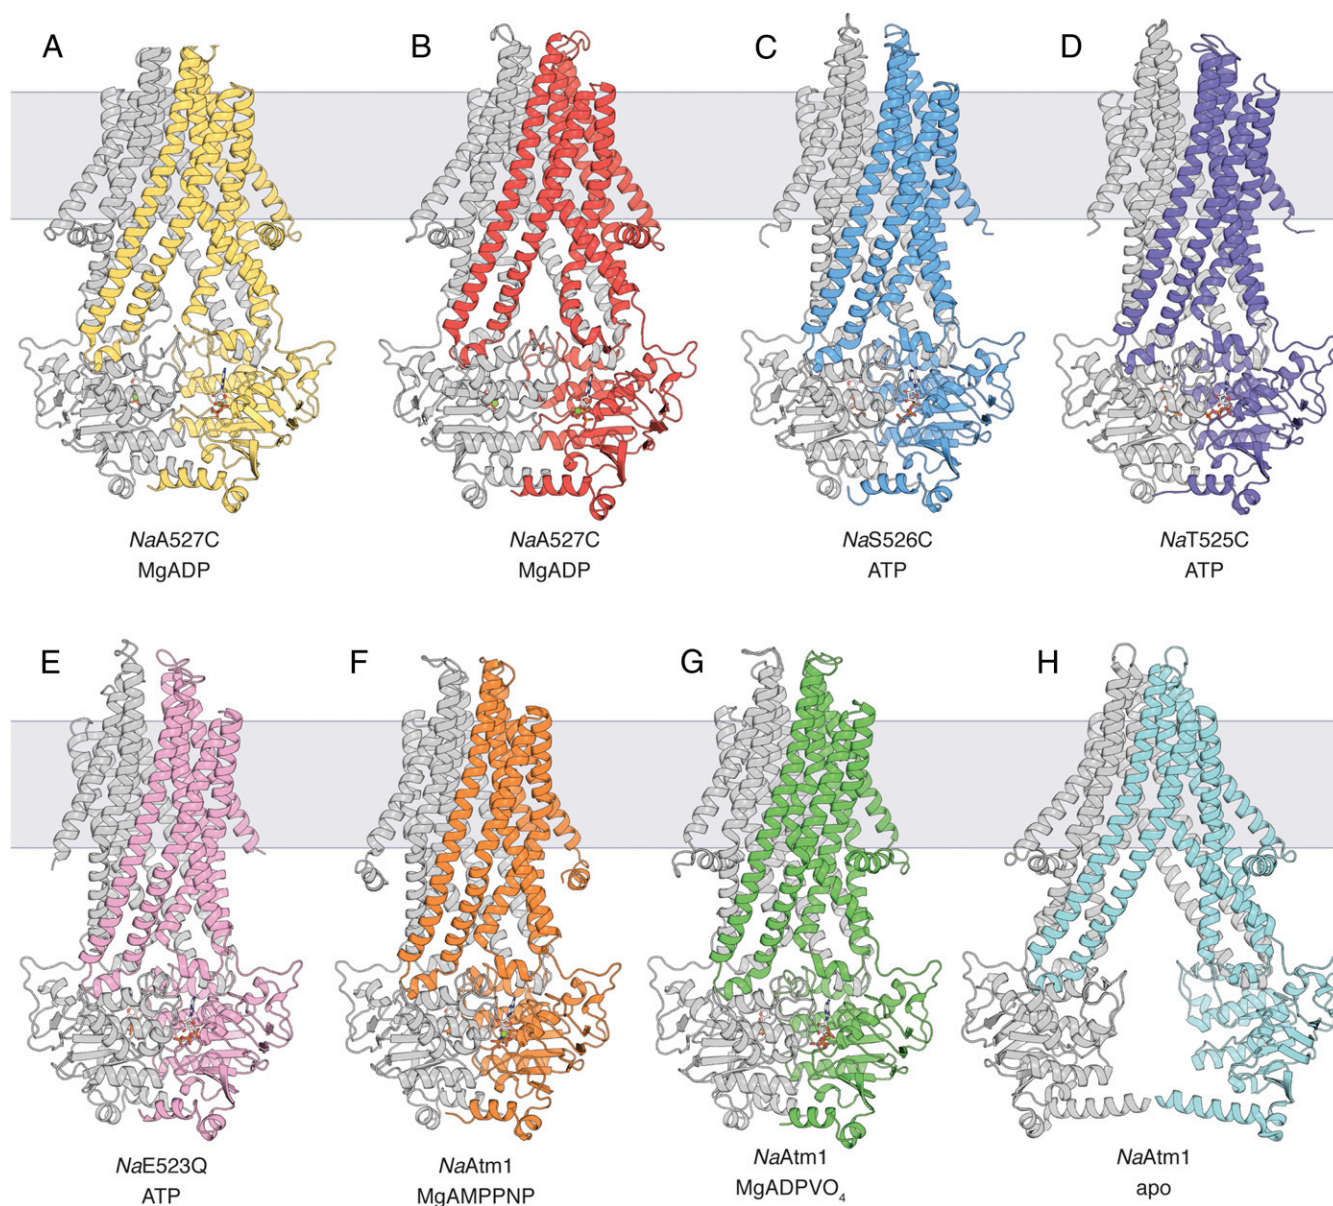 A
B
C
D
NaA527C
MgADP
NaA527C
MgADP
NaS526C
ATP
NaT525C
ATP
E
F
G
H
NaE523Q
ATP
NaAtm1
MgAMPPNP
NaAtm1
MgADPVO₄
NaAtm1
apo